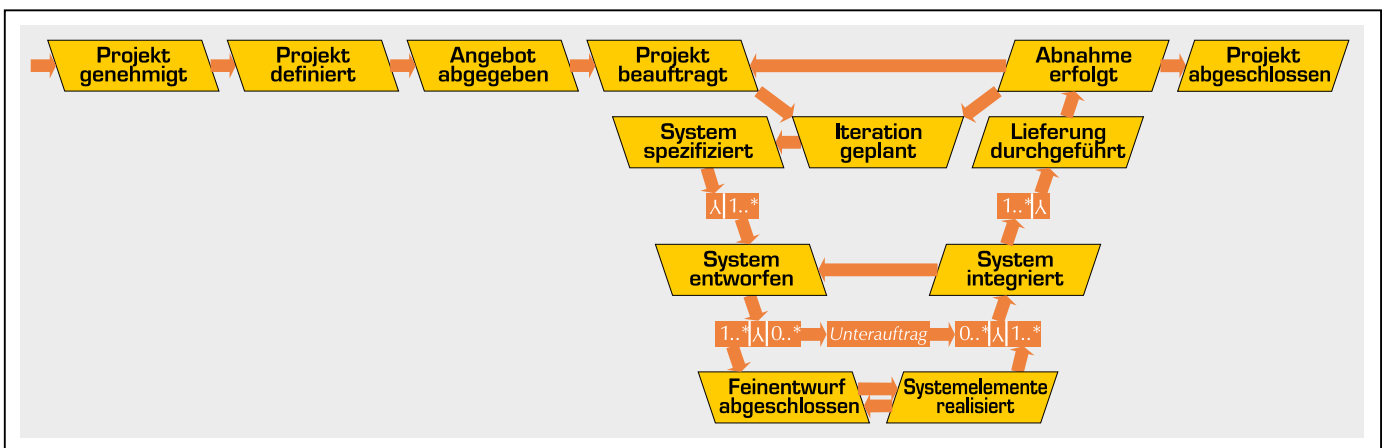 Projekt
genehmigt
Projekt
definiert
Angebot
abgegeben
Projekt
beauftragt
Abnahme
erfolgt
Projekt
abgeschlossen
System
spezifiziert
Iteration
geplant
Lieferung
durchgeführt
⅄ 1..*
1..* ⅄
System
entworfen
System
integriert
1..* ⅄ 0..*
Unterauftrag
0..* ⅄ 1..*
Feinentwurf
abgeschlossen
Systemelemente
realisiert